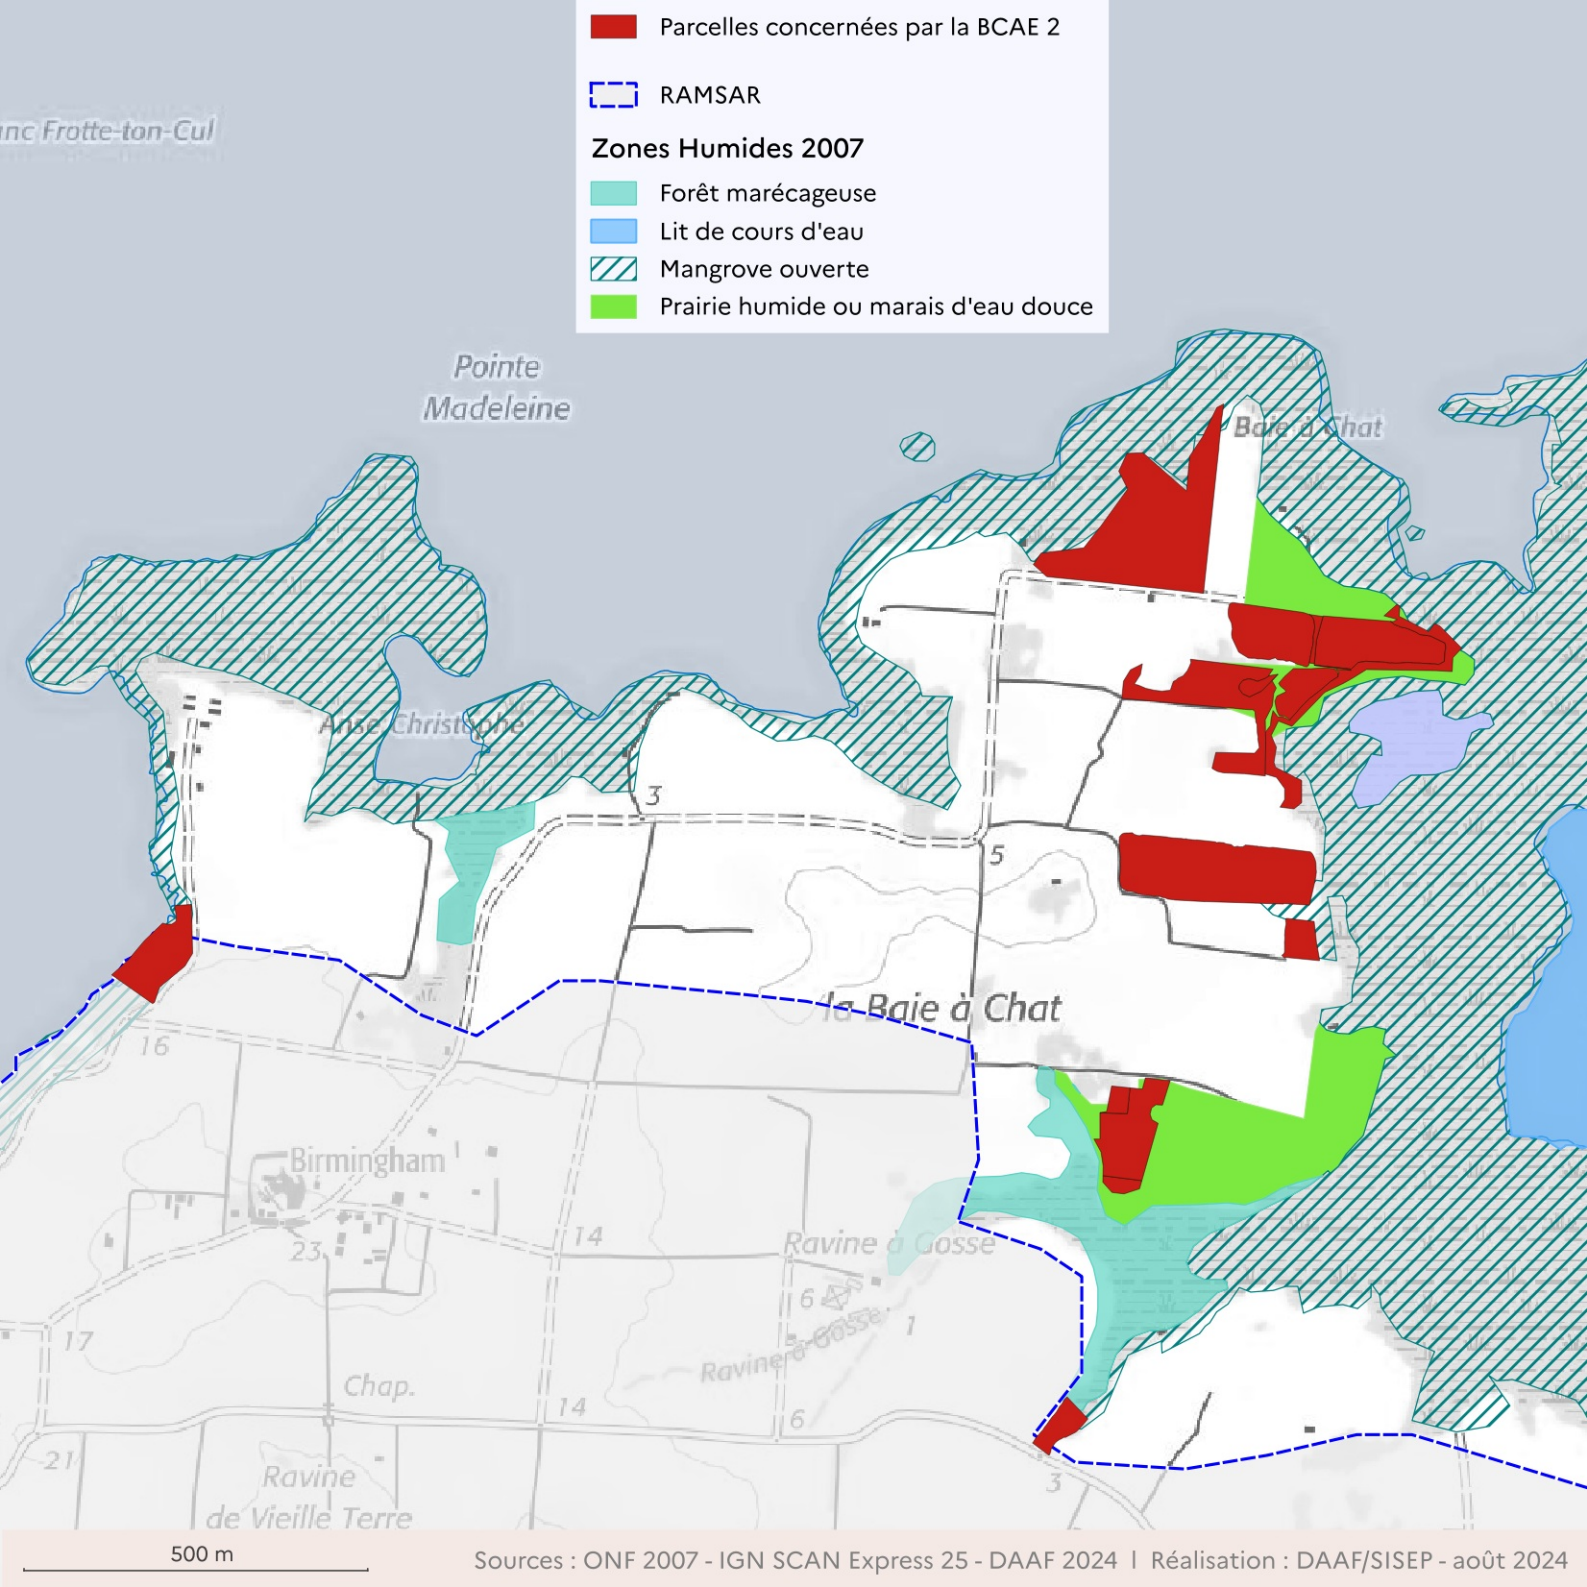 Parcelles concernées par la BCAE 2
RAMSAR
Zones Humides 2007
Forêt marécageuse
Lit de cours d'eau
Mangrove ouverte
Prairie humide ou marais d'eau douce
Frotte-ton-Cul
Pointe
Madeleine
Baie à Chat
Anse Christophe
3
5
la Baie à Chat
16
Birmingham
14
23
Ravine à Gosse
6
1
17
Ravine à Gosse
Chap.
14
6
21
Ravine
de Vieille Terre
3
500 m
Sources : ONF 2007 - IGN SCAN Express 25 - DAAF 2024 | Réalisation : DAAF/SISEP - août 2024